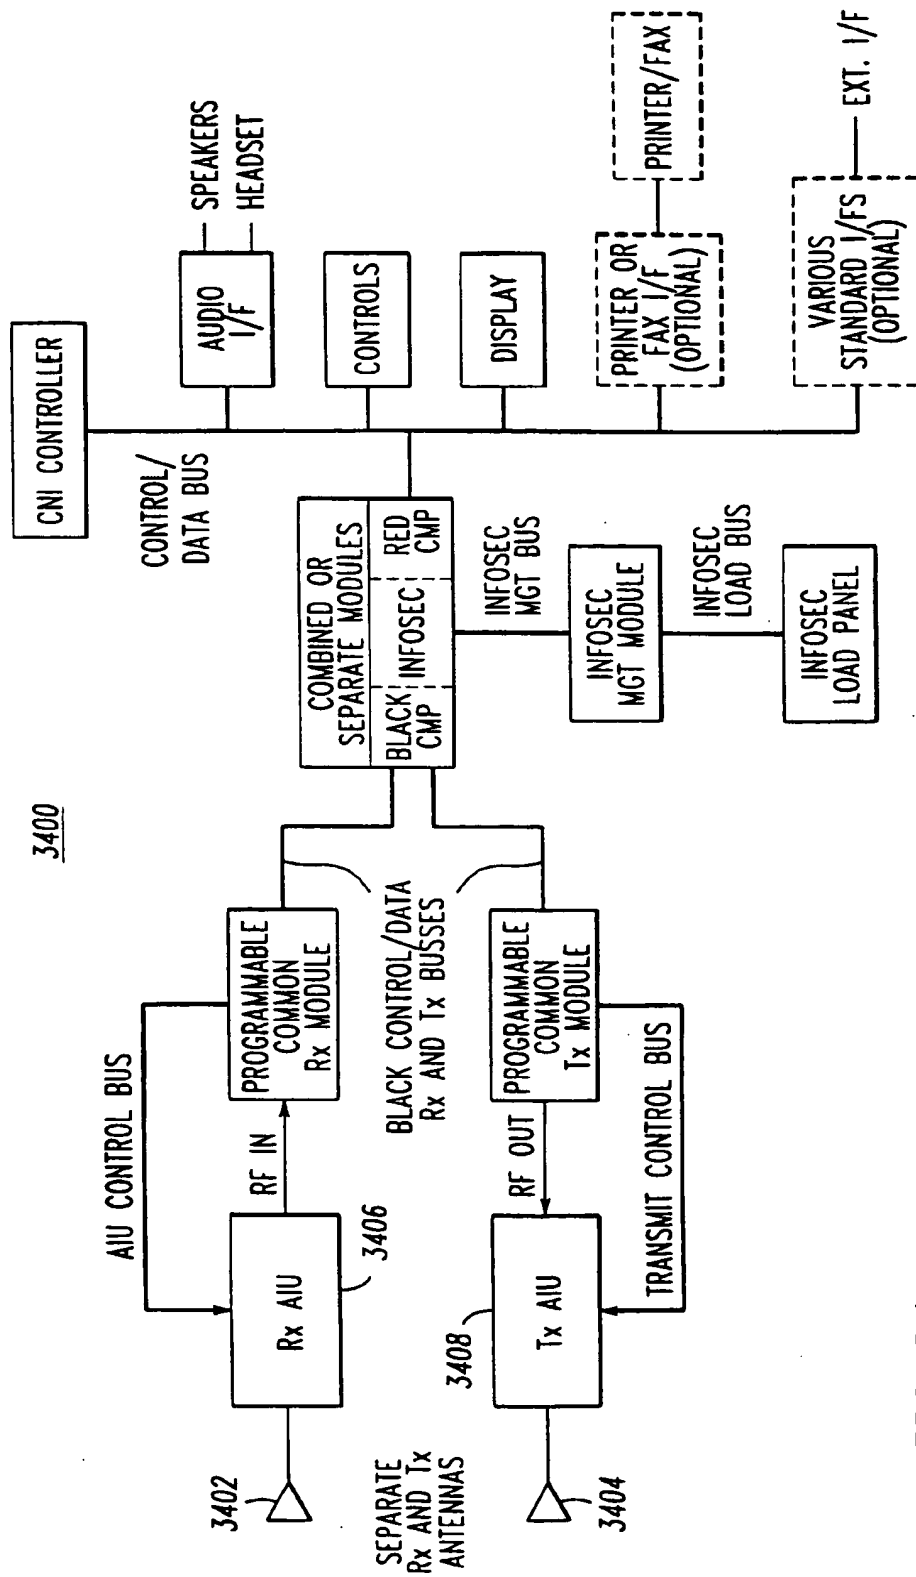 3400
3402
3404
SEPARATE
Rx AND Tx
ANTENNAS
AIU CONTROL BUS
Rx AIU
3406
RF IN
PROGRAMMABLE
COMMON
Rx MODULE
3408
Tx AIU
RF OUT
PROGRAMMABLE
COMMON
Tx MODULE
TRANSMIT CONTROL BUS
BLACK CONTROL/DATA
Rx AND Tx BUSSES
COMBINED OR
SEPARATE MODULES
BLACK
CMP
INFOSEC
RED
CMP
INFOSEC
MGT BUS
INFOSEC
MGT MODULE
INFOSEC
LOAD BUS
INFOSEC
LOAD PANEL
CNI CONTROLLER
CONTROL/
DATA BUS
AUDIO
I/F
SPEAKERS
HEADSET
CONTROLS
DISPLAY
PRINTER OR
FAX I/F
(OPTIONAL)
PRINTER/FAX
VARIOUS
STANDARD I/FS
(OPTIONAL)
EXT. I/F